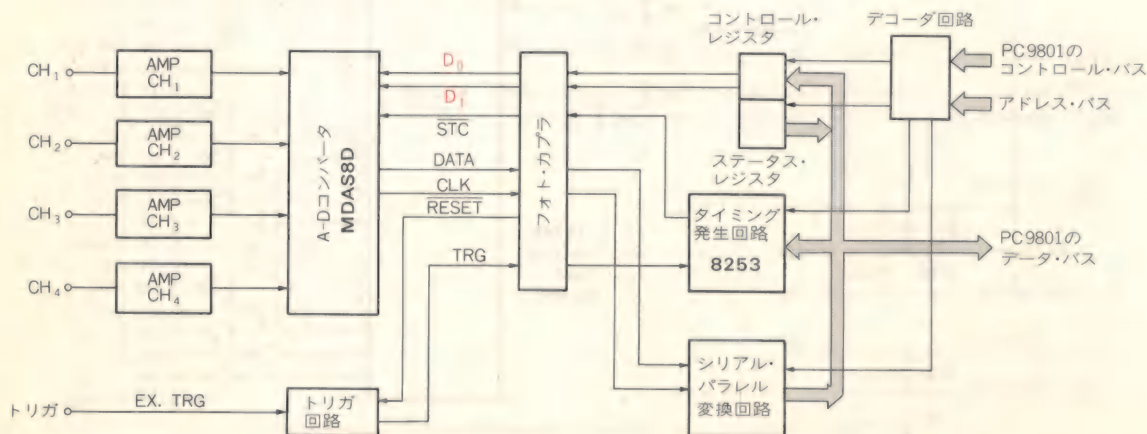 コントロール・
レジスタ
デコーダ回路
PC9801の
コントロール・バス
アドレス・バス
CH1
AMP
CH1
CH2
AMP
CH2
CH3
AMP
CH3
CH4
AMP
CH4
A-Dコンバータ
MDAS8D
D0
D1
STC
DATA
CLK
RESET
TRG
フォト・カプラ
ステータス・
レジスタ
タイミング
発生回路
8253
PC9801の
データ・バス
シリアル・
パラレル
変換回路
トリガ
EX. TRG
トリガ
回路